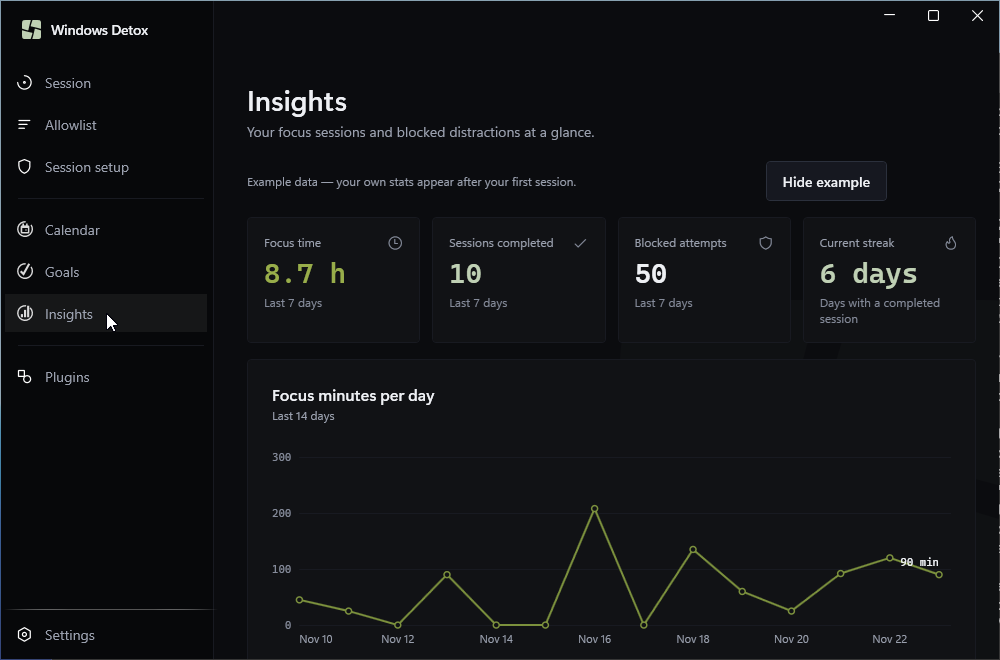 Windows Detox
Session
Allowlist
Session setup
Calendar
Goals
Insights
Plugins
Settings
Insights
Your focus sessions and blocked distractions at a glance.
Example data — your own stats appear after your first session.
Hide example
Focus time
8.7 h
Last 7 days
Sessions completed
10
Last 7 days
Blocked attempts
50
Last 7 days
Current streak
6 days
Days with a completed
session
Focus minutes per day
Last 14 days
300
200
100
0
90 min
Nov 10 Nov 12 Nov 14 Nov 16 Nov 18 Nov 20 Nov 22